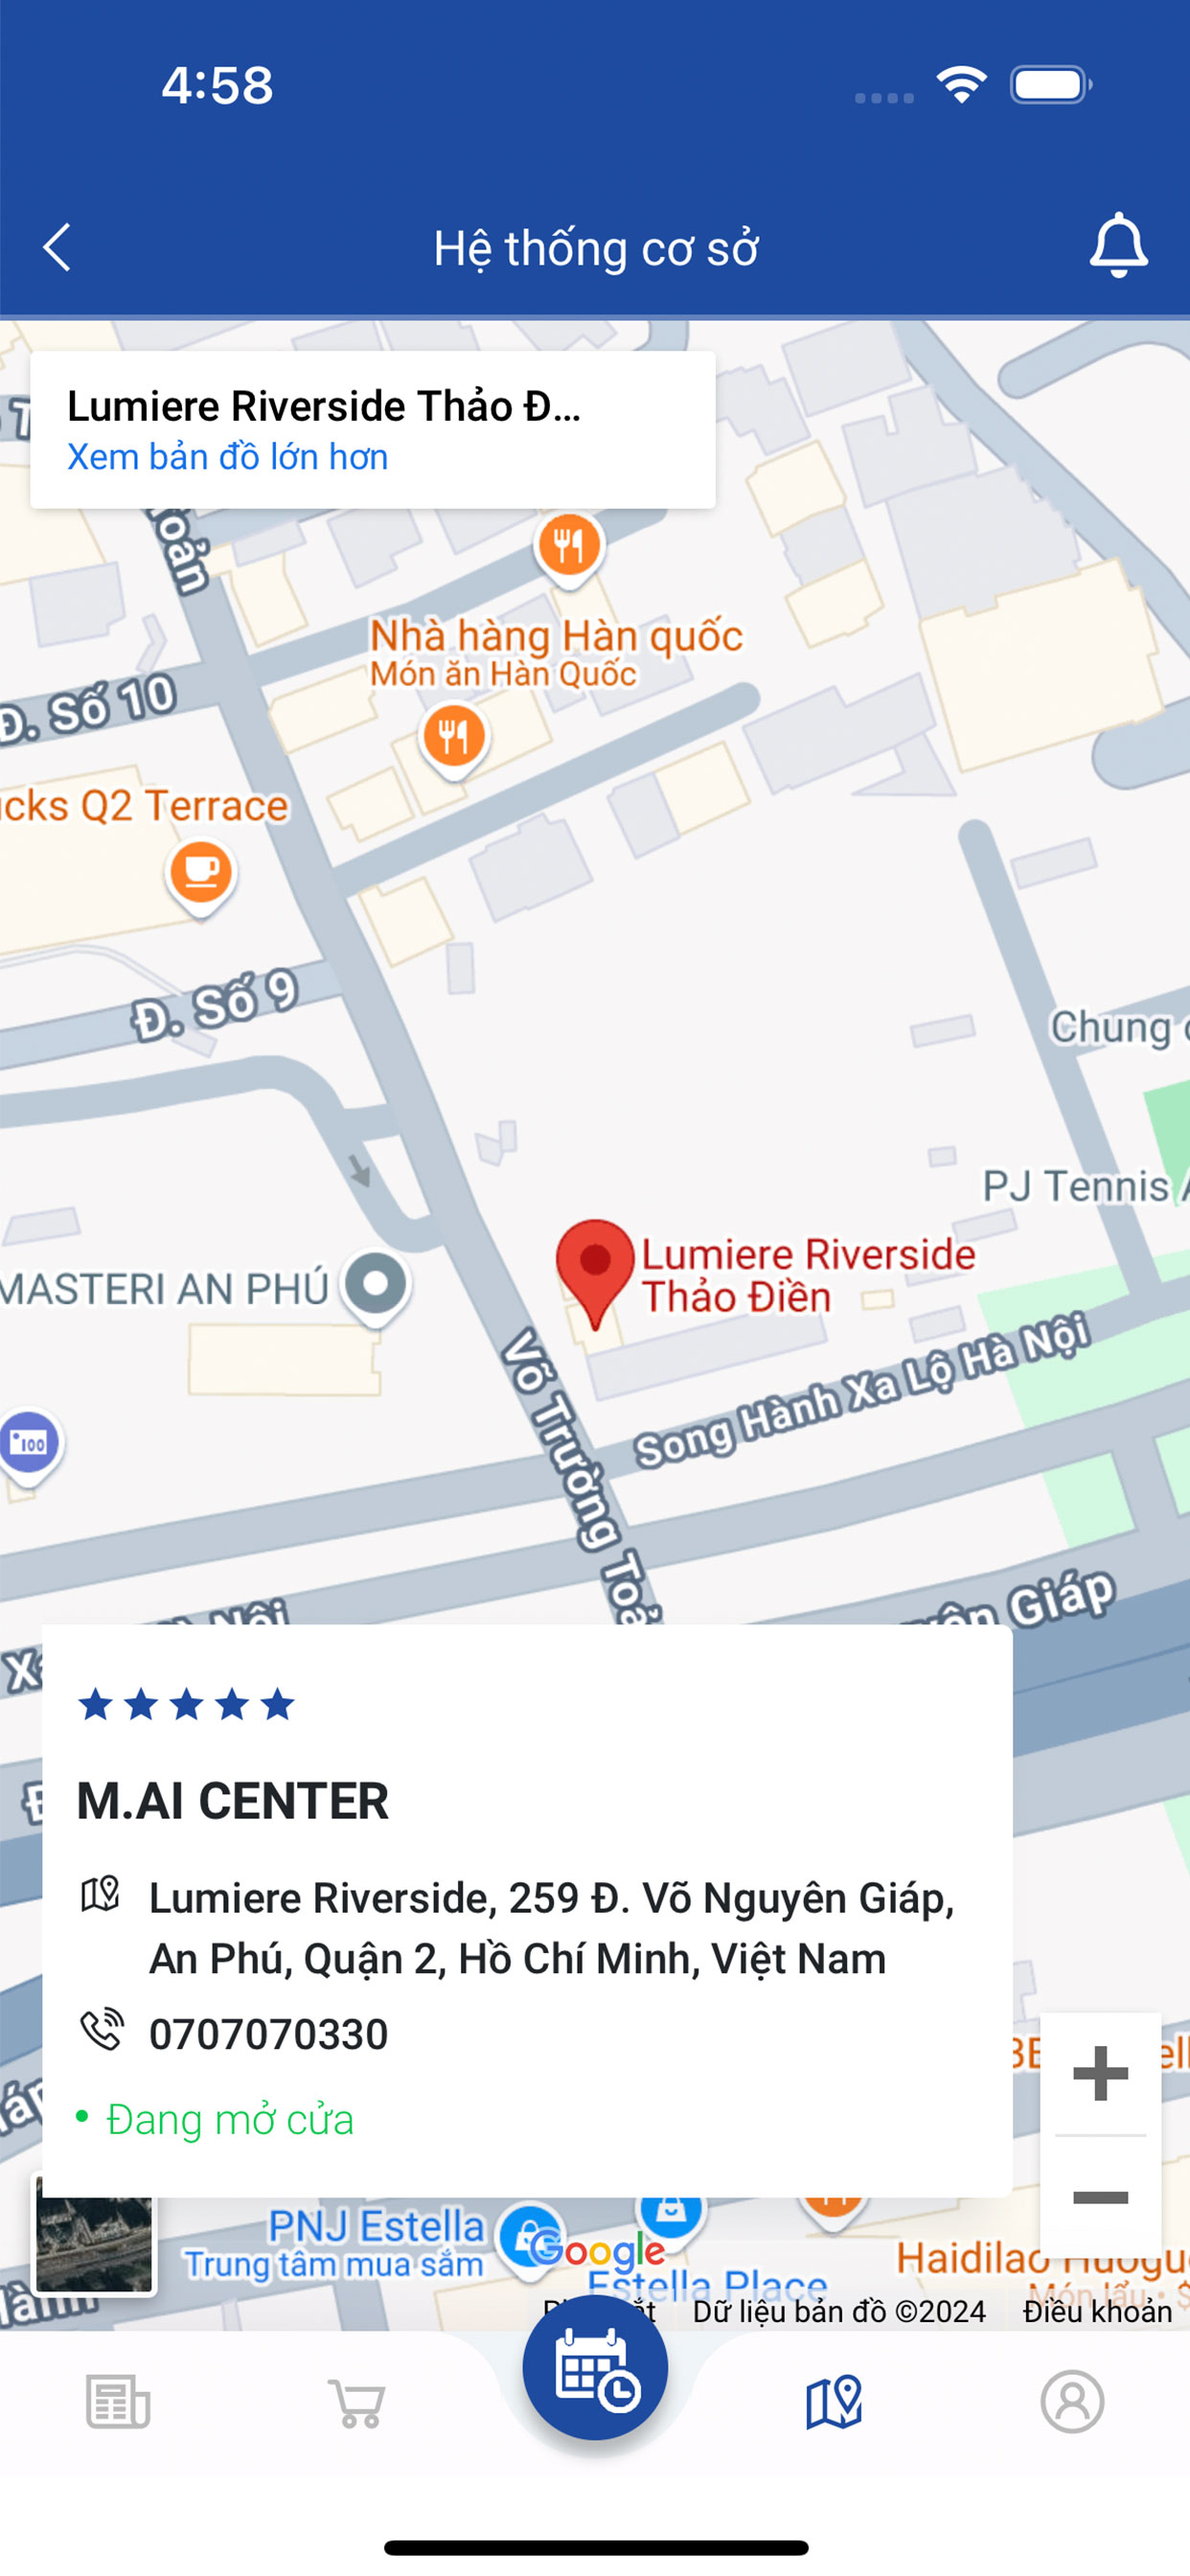 4:58
Hệ thống cơ sở
Lumiere Riverside Thảo Đ...
Xem bản đồ lớn hơn
Nhà hàng Hàn quốc
Món ăn Hàn Quốc
Đ. Số 10
Q2 Terrace
Đ. Số 9
Chung
PJ Tennis
Lumiere Riverside
Thảo Điền
MASTERI AN PHÚ
100
Song Hành Xa Lộ Hà Nội
Võ Trường Toản
Giáp
M.AI CENTER
Lumiere Riverside, 259 Đ. Võ Nguyên Giáp,
An Phú, Quận 2, Hồ Chí Minh, Việt Nam
0707070330
Đang mở cửa
PNJ Estella
Trung tâm mua sắm
Google
Estella Place
Haidilao
Món lẩu · $
Dữ liệu bản đồ ©2024
Điều khoản